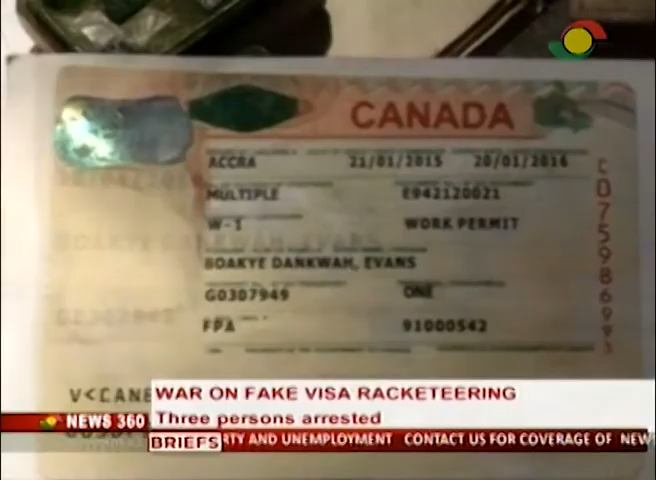 CANADA
ACCRA 21/01/2015 20/01/2016
MULTIPLE E942120021
W-1 WORK PERMIT
BOAKYE DANKWAH, EVANS
G0307949 ONE
FPA 91000542
V<CANB
WAR ON FAKE VISA RACKETEERING
NEWS 360 Three persons arrested
BRIEFS RTY AND UNEMPLOYMENT CONTACT US FOR COVERAGE OF NEW